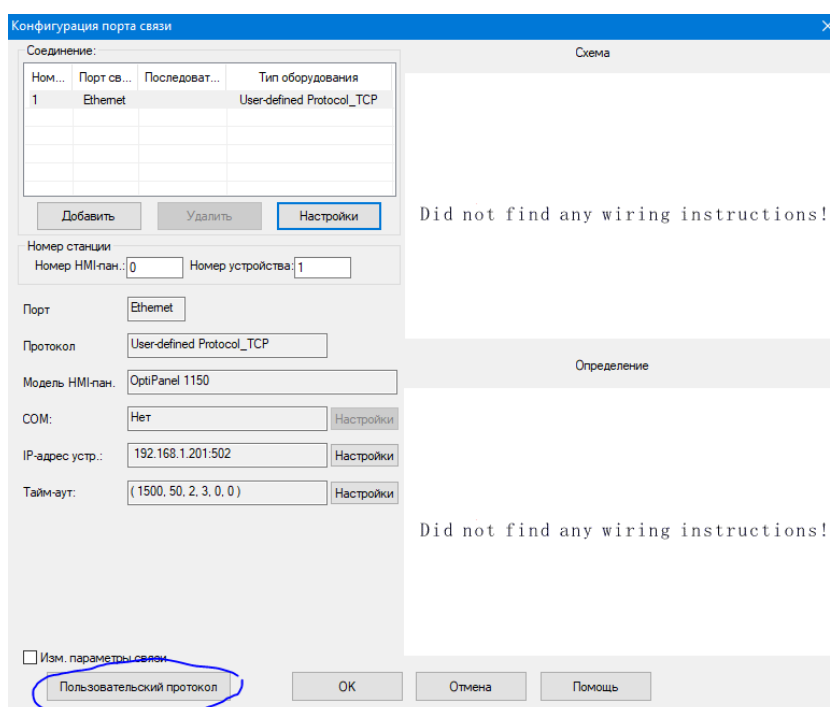 Конфигурация порта связи
Соединение:
Ном... Порт св... Последоват... Тип оборудования
1 Ethernet User-defined Protocol_TCP
Добавить Удалить Настройки
Номер станции
Номер HMI-пан.: 0 Номер устройства: 1
Порт Ethernet
Протокол User-defined Protocol_TCP
Модель HMI-пан. OptiPanel 1150
COM: Нет Настройки
IP-адрес устр.: 192.168.1.201:502 Настройки
Тайм-аут: ( 1500, 50, 2, 3, 0, 0 ) Настройки
Изм. параметры связи
Пользовательский протокол OK Отмена Помощь
Схема
Did not find any wiring instructions!
Определение
Did not find any wiring instructions!